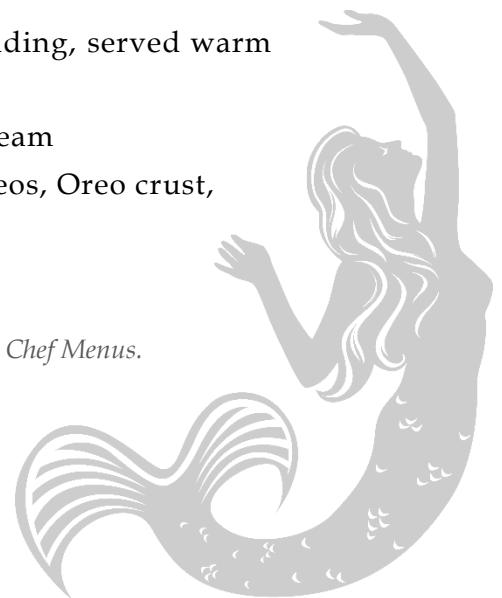 ding, served warm
eam
eos, Oreo crust,
Chef Menus.